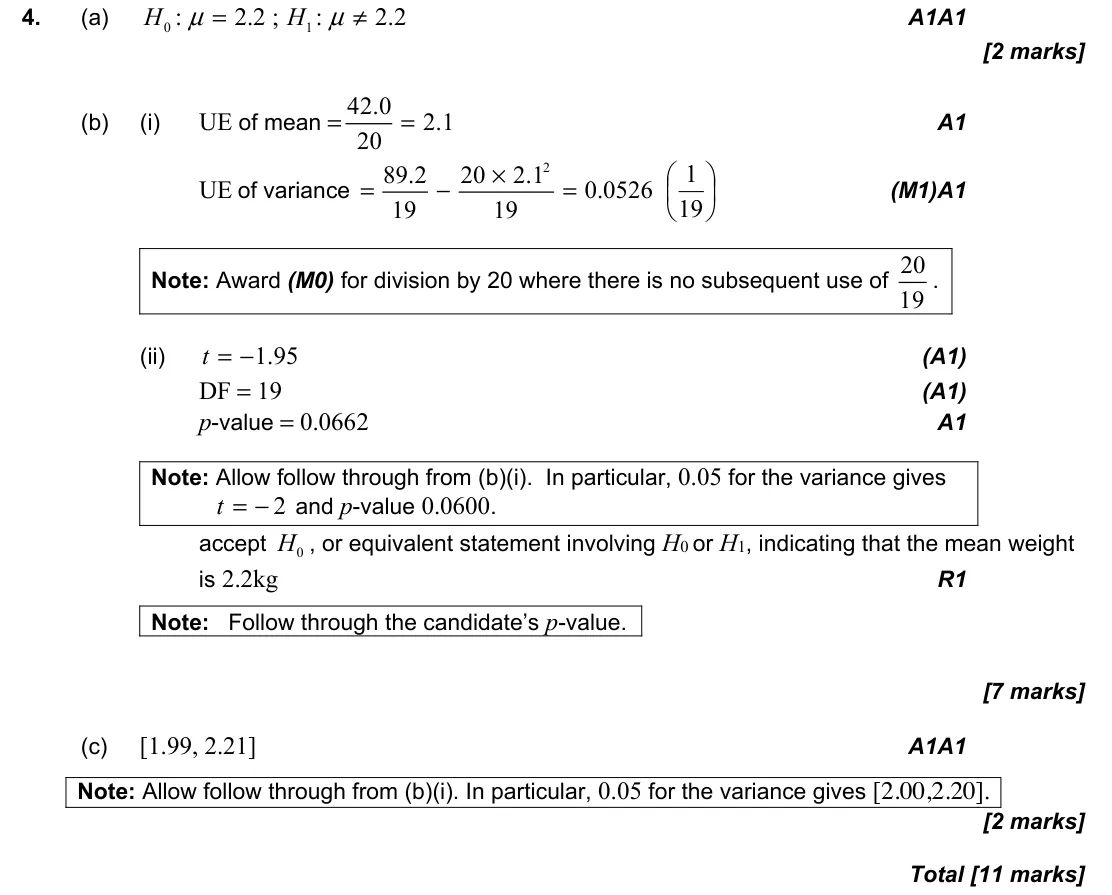 4. (a) H₀ : μ = 2.2 ; H₁ : μ ≠ 2.2 A1A1
[2 marks]
(b) (i) UE of mean = 42.0/20 = 2.1 A1
UE of variance = 89.2/19 − (20 × 2.1²)/19 = 0.0526 (1/19) (M1)A1
Note: Award (M0) for division by 20 where there is no subsequent use of 20/19 .
(ii) t = −1.95 (A1)
DF = 19 (A1)
p-value = 0.0662 A1
Note: Allow follow through from (b)(i). In particular, 0.05 for the variance gives
t = − 2 and p-value 0.0600.
accept H₀ , or equivalent statement involving H0 or H1, indicating that the mean weight
is 2.2kg R1
Note: Follow through the candidate's p-value.
[7 marks]
(c) [1.99, 2.21] A1A1
Note: Allow follow through from (b)(i). In particular, 0.05 for the variance gives [2.00,2.20].
[2 marks]
Total [11 marks]